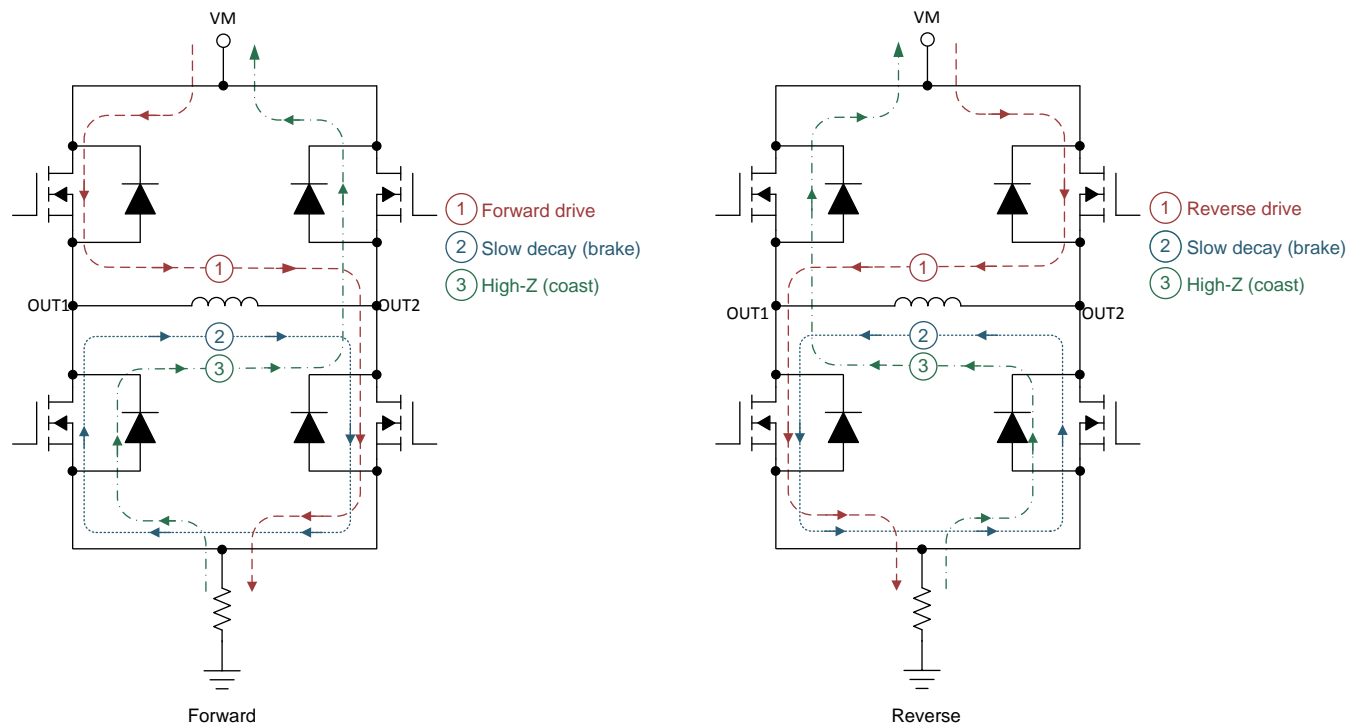 VM
1 Forward drive
2 Slow decay (brake)
3 High-Z (coast)
1
OUT1
OUT2
2
3
Forward
VM
1 Reverse drive
2 Slow decay (brake)
3 High-Z (coast)
1
OUT1
OUT2
2
3
Reverse